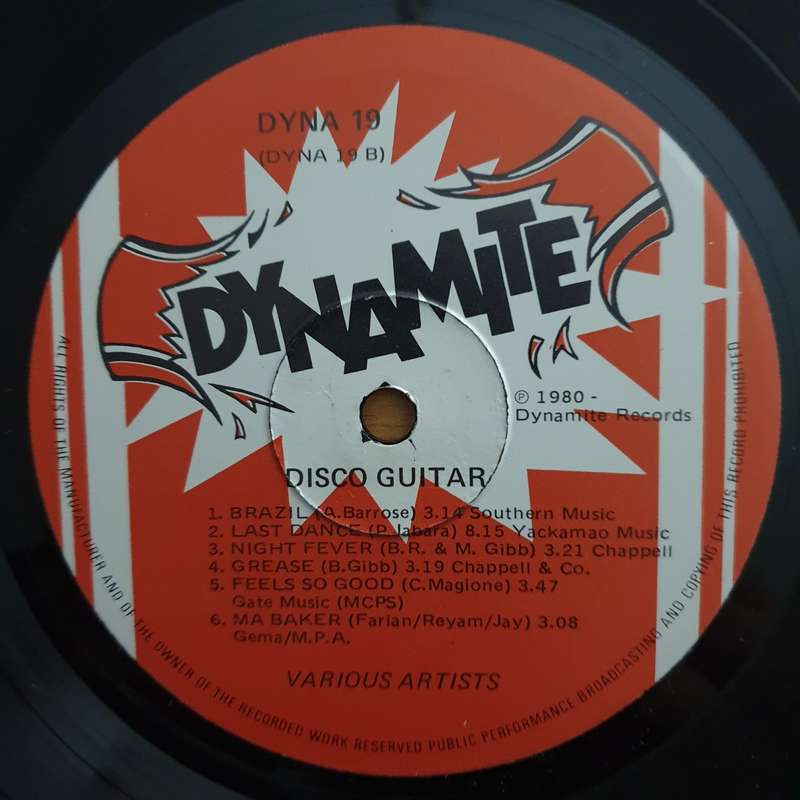 DYNA 19
(DYNA 19 B)
DYNAMITE
℗ 1980 -
Dynamite Records
DISCO GUITAR
1. BRAZIL (A.Barrose) 3.14 Southern Music
2. LAST DANCE (P.Jabara) 8.15 Yackamao Music
3. NIGHT FEVER (B.R. & M. Gibb) 3.21 Chappell
4. GREASE (B.Gibb) 3.19 Chappell & Co.
5. FEELS SO GOOD (C.Magione) 3.47
Gate Music (MCPS)
6. MA BAKER (Farian/Reyam/Jay) 3.08
Gema/M.P.A.
VARIOUS ARTISTS
ALL RIGHTS OF THE MANUFACTURER AND OF THE OWNER OF THE RECORDED WORK RESERVED PUBLIC PERFORMANCE BROADCASTING AND COPYING OF THIS RECORD PROHIBITED